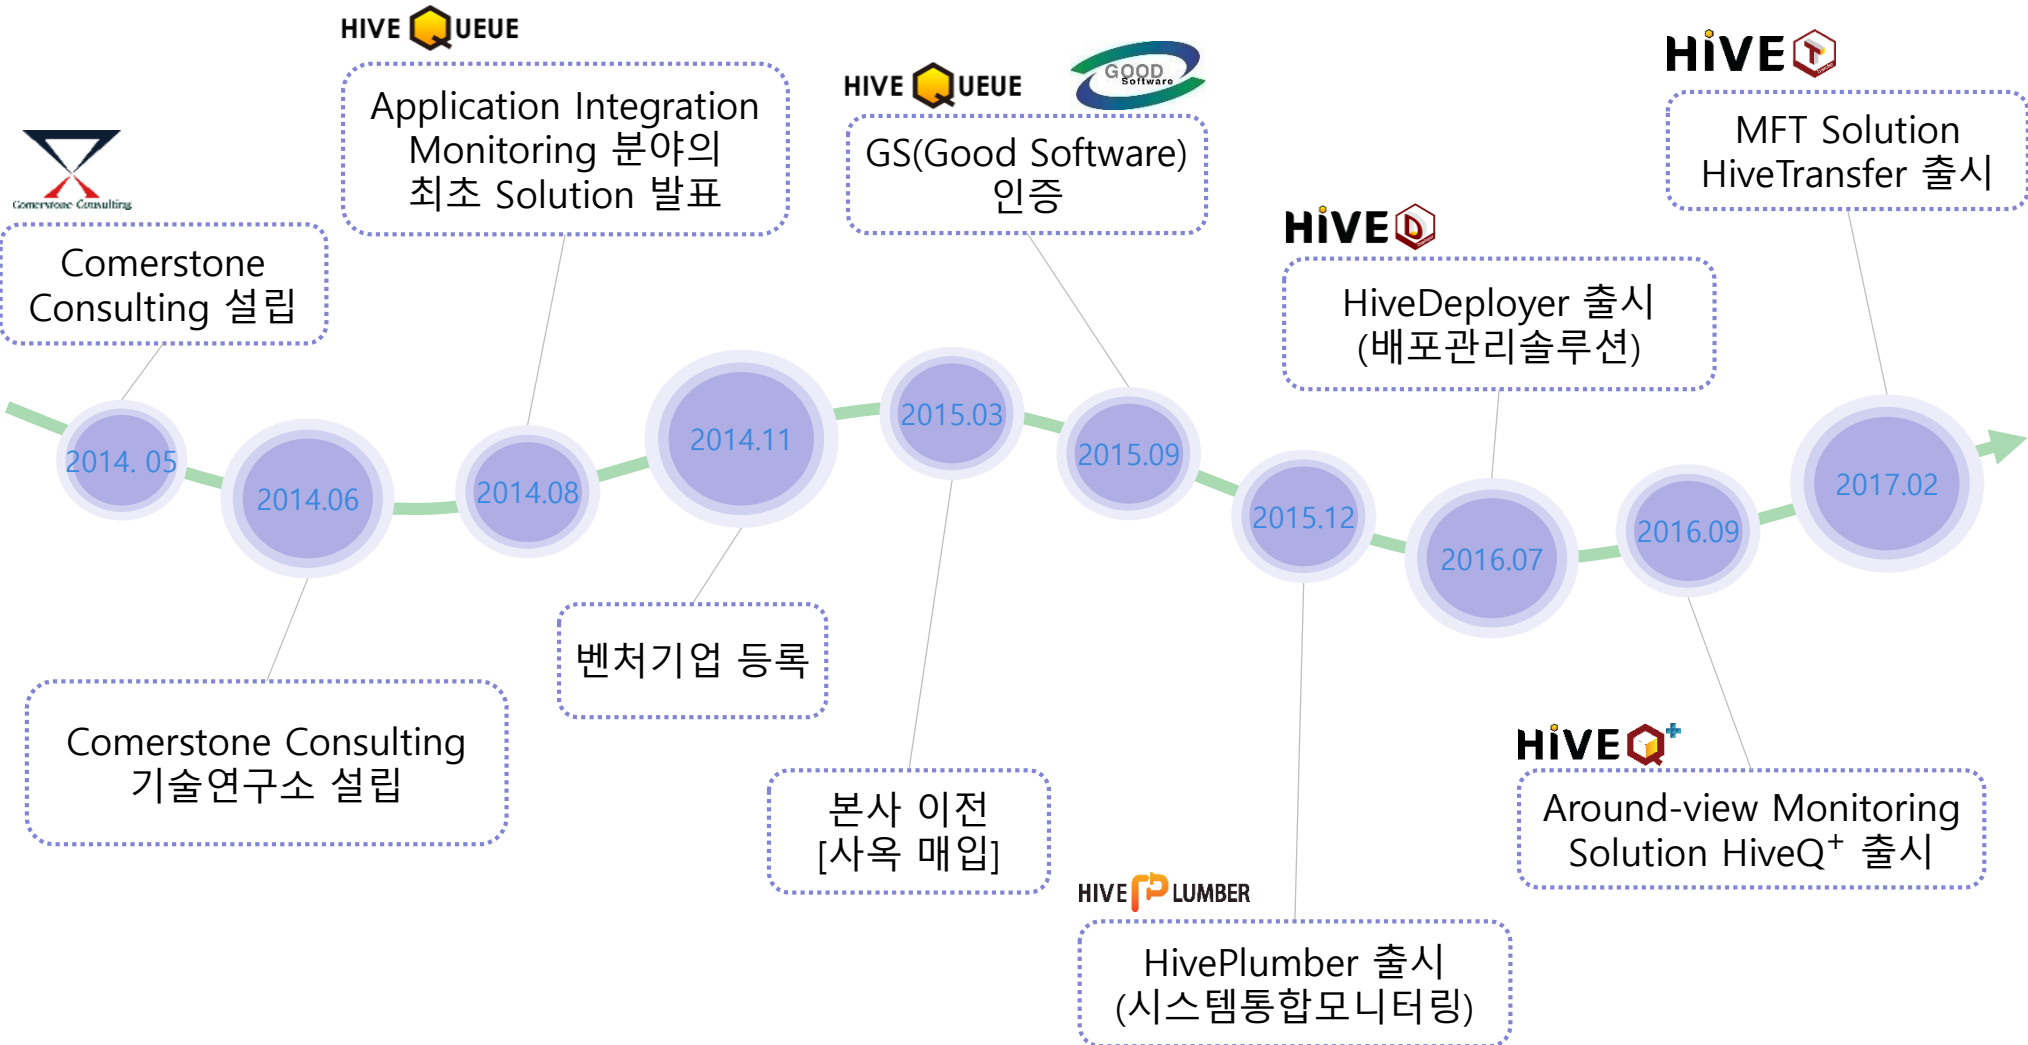 HIVE QUEUE
Application Integration
Monitoring 분야의
최초 Solution 발표
HIVE QUEUE
GOOD
Software
GS(Good Software)
인증
HIVE T
MFT Solution
HiveTransfer 출시
Comerstone Consulting
Comerstone
Consulting 설립
HIVE D
HiveDeployer 출시
(배포관리솔루션)
2014. 05
2014.06
2014.08
2014.11
2015.03
2015.09
2015.12
2016.07
2016.09
2017.02
Comerstone Consulting
기술연구소 설립
벤처기업 등록
본사 이전
[사옥 매입]
HIVE PLUMBER
HivePlumber 출시
(시스템통합모니터링)
HIVE Q+
Around-view Monitoring
Solution HiveQ+ 출시